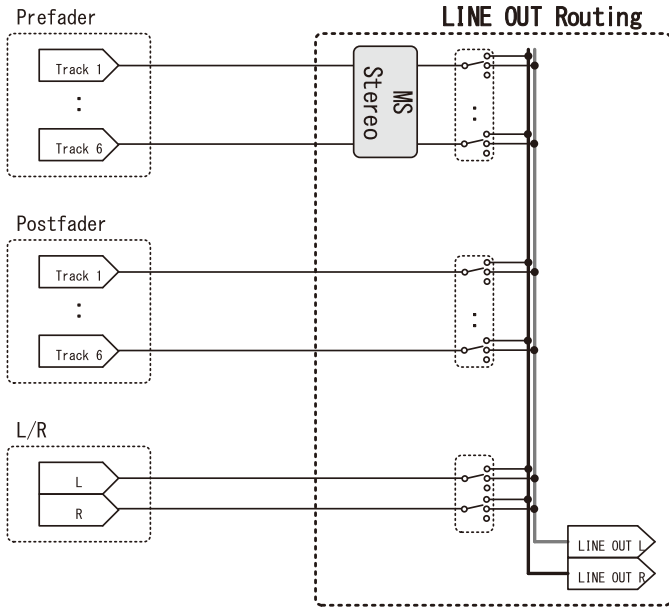 Prefader
LINE OUT Routing
Track 1
:
Track 6
MS
Stereo
:
Postfader
Track 1
:
Track 6
:
L/R
L
R
LINE OUT L
LINE OUT R